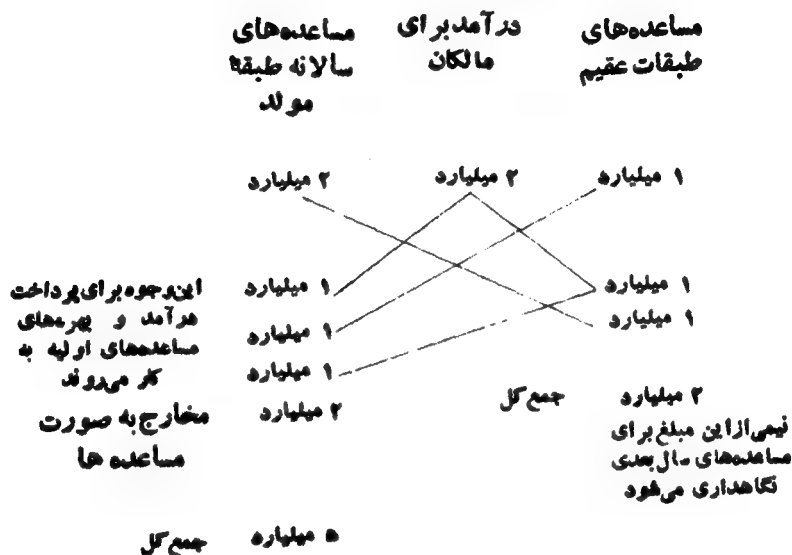 مساعده‌های
طبقات عقیم
درآمد برای
مالکان
مساعده‌های
سالانه طبقه
مولد
۱ میلیارد
۲ میلیارد
۲ میلیارد
۱ میلیارد
۱ میلیارد
۱ میلیارد
۱ میلیارد
۱ میلیارد
این وجوه برای پرداخت
درآمد و بهره‌های
مساعده‌های اولیه به
کار می‌روند
۲ میلیارد
جمع کل
۲ میلیارد
مخارج به صورت
مساعده ها
نیمی از این مبلغ برای
مساعده‌های سال بعدی
نگاهداری می‌شود
۵ میلیارد
جمع کل